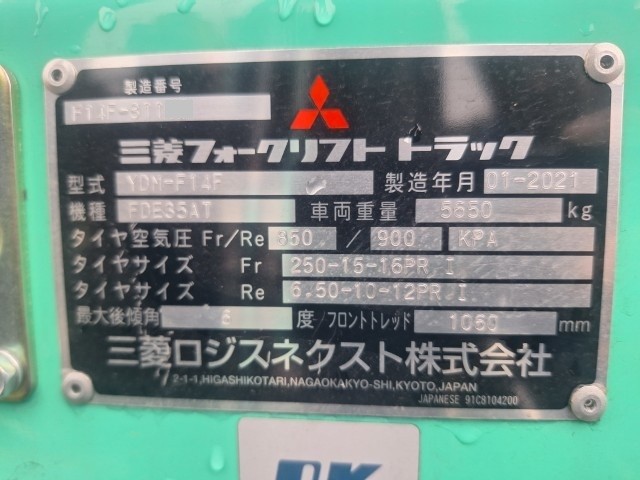 製造番号
F14F-811
三菱フォークリフト トラック
型式 YDN-F14F 製造年月 01-2021
機種 FDE35AT 車両重量 5650 kg
タイヤ空気圧 Fr/Re 850 / 900 KPA
タイヤサイズ Fr 250-15-16PR,I
タイヤサイズ Re 6.50-10-12PR,I
最大後傾角 6 度/フロントトレッド 1060 mm
三菱ロジスネクスト株式会社
2-1-1,HIGASHIKOTARI,NAGAOKAKYO-SHI,KYOTO,JAPAN
JAPANESE 91C8104200